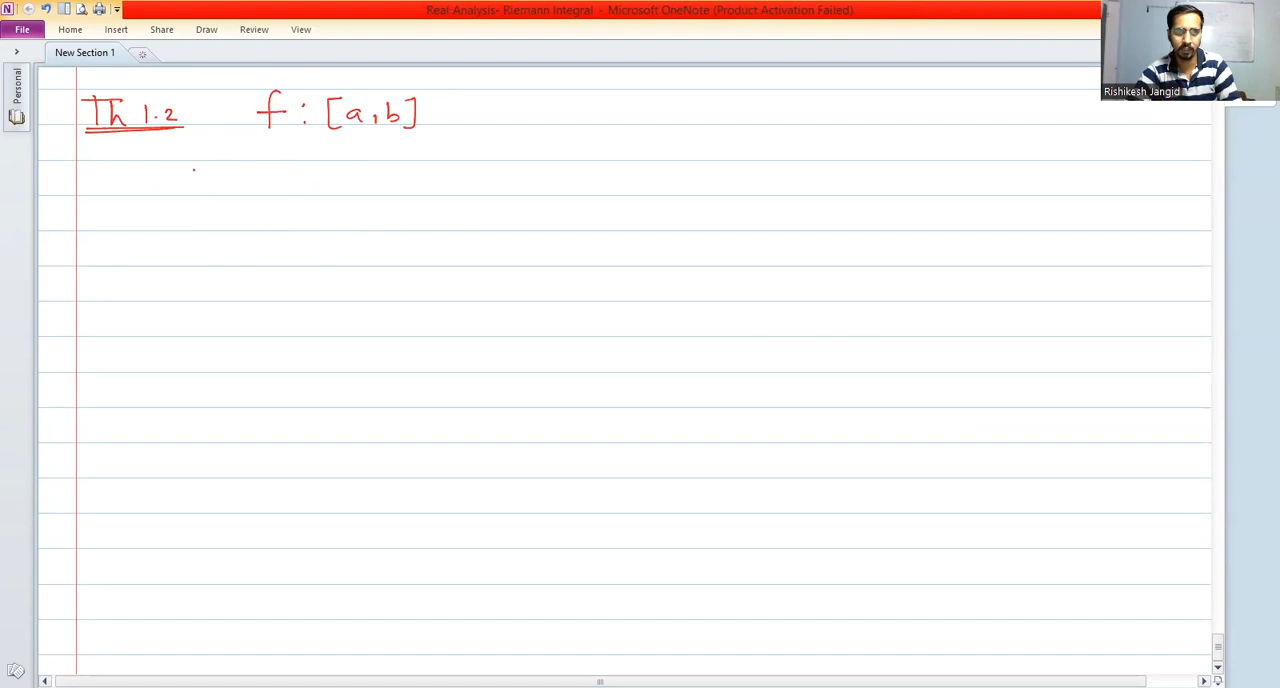 Real Analysis- Riemann Integral - Microsoft OneNote (Product Activation Failed)
File Home Insert Share Draw Review View
New Section 1
Personal
Rishikesh Jangid
Th 1.2 f : [a, b]